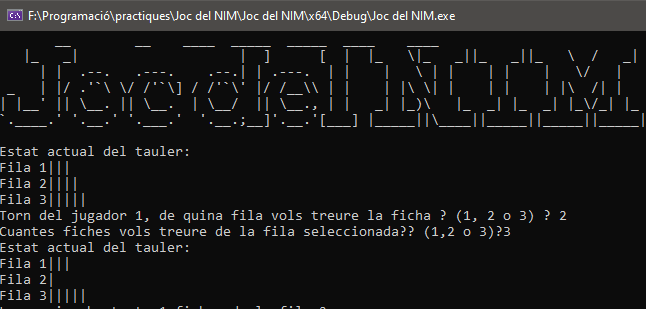 F:\Programació\practiques\Joc del NIM\Joc del NIM\x64\Debug\Joc del NIM.exe
Joc del NIM
Estat actual del tauler:
Fila 1|||
Fila 2||||
Fila 3|||||
Torn del jugador 1, de quina fila vols treure la ficha ? (1, 2 o 3) ? 2
Cuantes fiches vols treure de la fila seleccionada?? (1,2 o 3)?3
Estat actual del tauler:
Fila 1|||
Fila 2|
Fila 3|||||